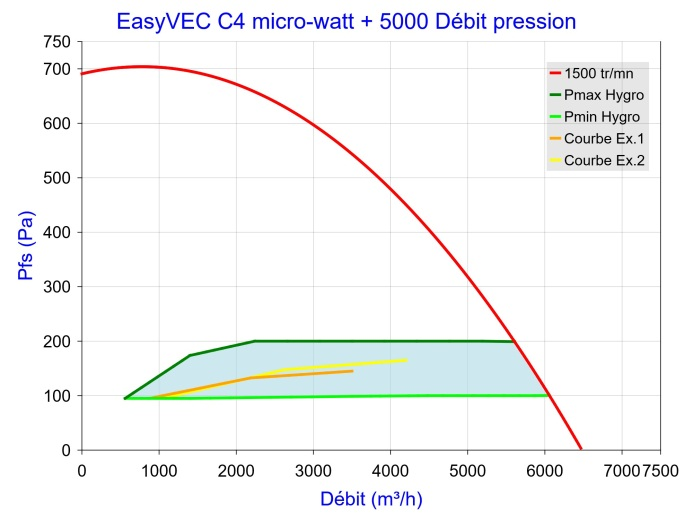 EasyVEC C4 micro-watt + 5000 Débit pression
750
700
600
500
400
300
200
100
0
Pfs (Pa)
1500 tr/mn
Pmax Hygro
Pmin Hygro
Courbe Ex.1
Courbe Ex.2
0 1000 2000 3000 4000 5000 6000 7000 7500
Débit (m³/h)